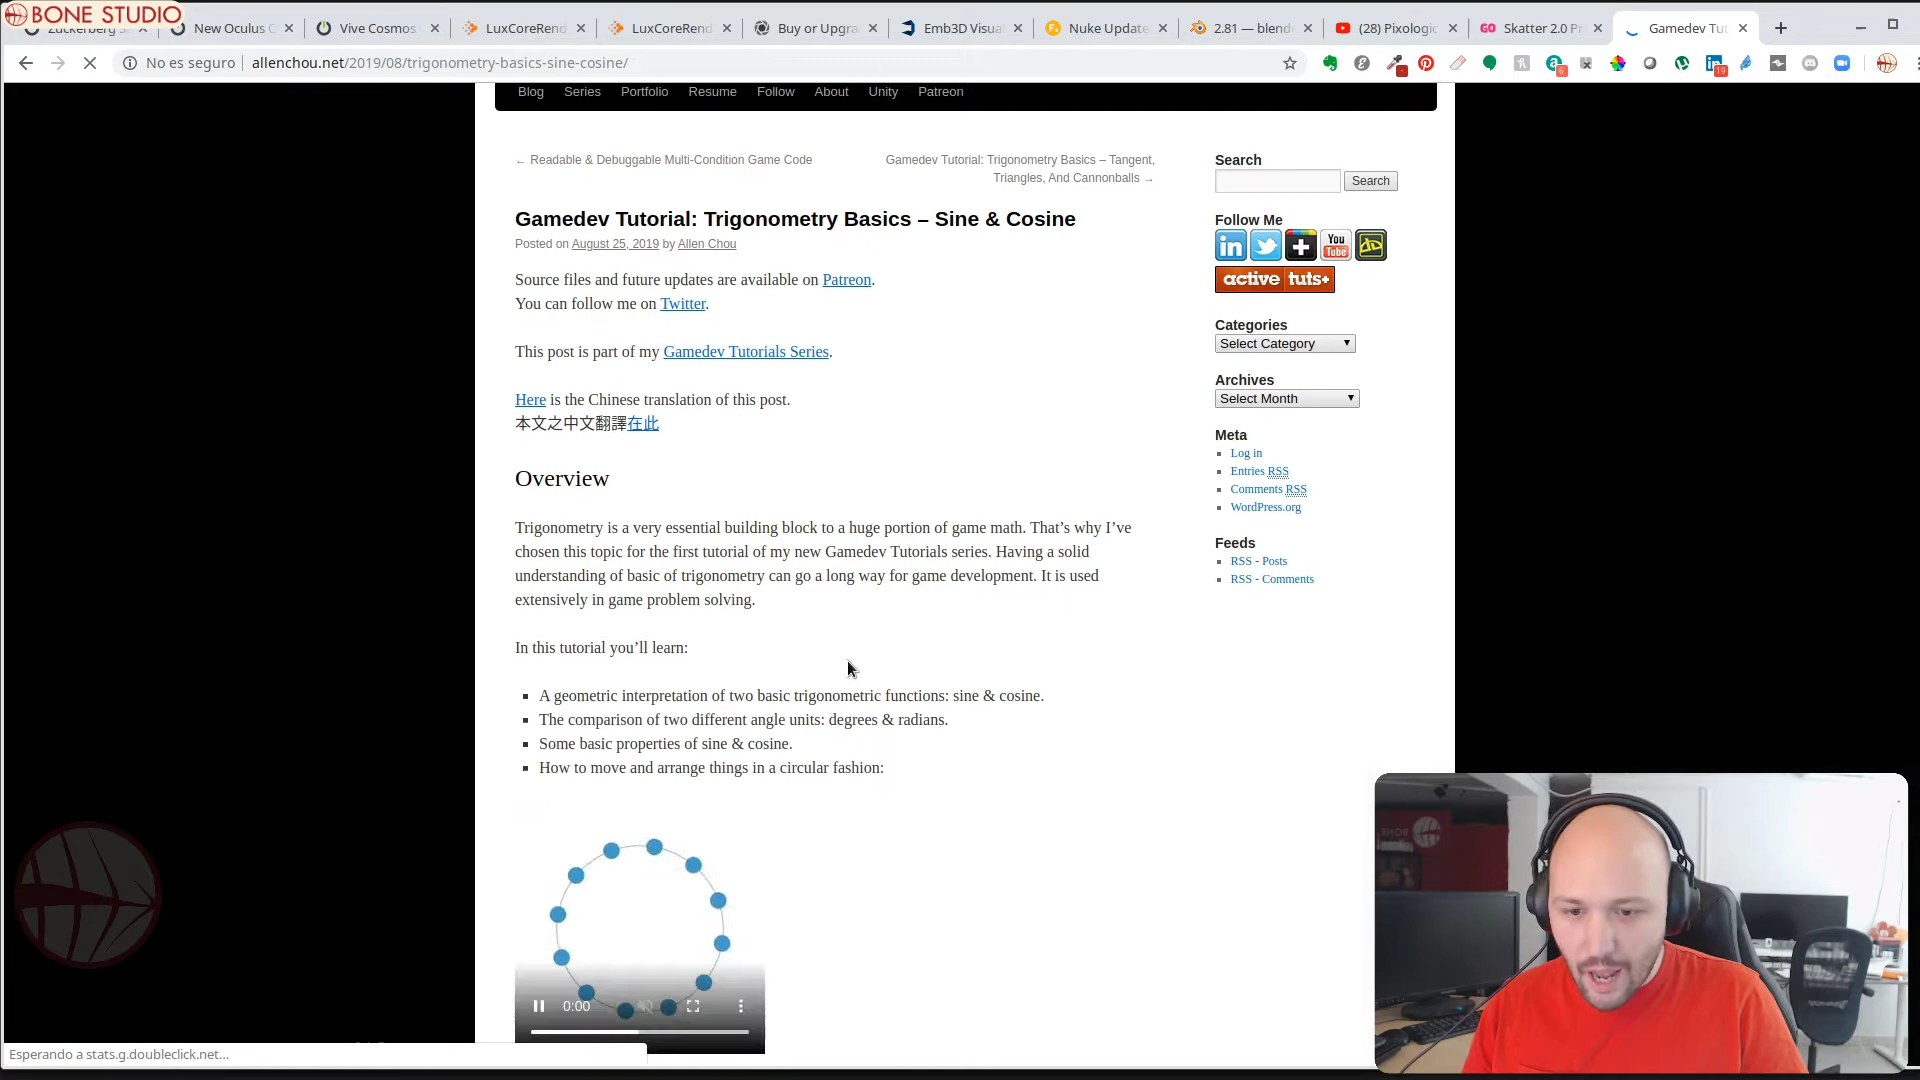 BONE STUDIO
Zuckerberg
New Oculus C
Vive Cosmos
LuxCoreRend
LuxCoreRend
Buy or Upgra
Emb3D Visua
Nuke Update
2.81 — blend
(28) Pixologic
Skatter 2.0 P
Gamedev Tut
No es seguro
allenchou.net/2019/08/trigonometry-basics-sine-cosine/
6
19
Blog Series Portfolio Resume Follow About Unity Patreon
← Readable & Debuggable Multi-Condition Game Code
Gamedev Tutorial: Trigonometry Basics – Tangent,
Triangles, And Cannonballs →
Gamedev Tutorial: Trigonometry Basics – Sine & Cosine
Posted on August 25, 2019 by Allen Chou
Source files and future updates are available on Patreon.
You can follow me on Twitter.
This post is part of my Gamedev Tutorials Series.
Here is the Chinese translation of this post.
本文之中文翻譯在此
Overview
Trigonometry is a very essential building block to a huge portion of game math. That’s why I’ve
chosen this topic for the first tutorial of my new Gamedev Tutorials series. Having a solid
understanding of basic of trigonometry can go a long way for game development. It is used
extensively in game problem solving.
In this tutorial you’ll learn:
▪ A geometric interpretation of two basic trigonometric functions: sine & cosine.
▪ The comparison of two different angle units: degrees & radians.
▪ Some basic properties of sine & cosine.
▪ How to move and arrange things in a circular fashion:
0:00
Search
Search
Follow Me
in
You
Tube
active tuts+
Categories
Select Category
Archives
Select Month
Meta
▪ Log in
▪ Entries RSS
▪ Comments RSS
▪ WordPress.org
Feeds
▪ RSS - Posts
▪ RSS - Comments
Esperando a stats.g.doubleclick.net...